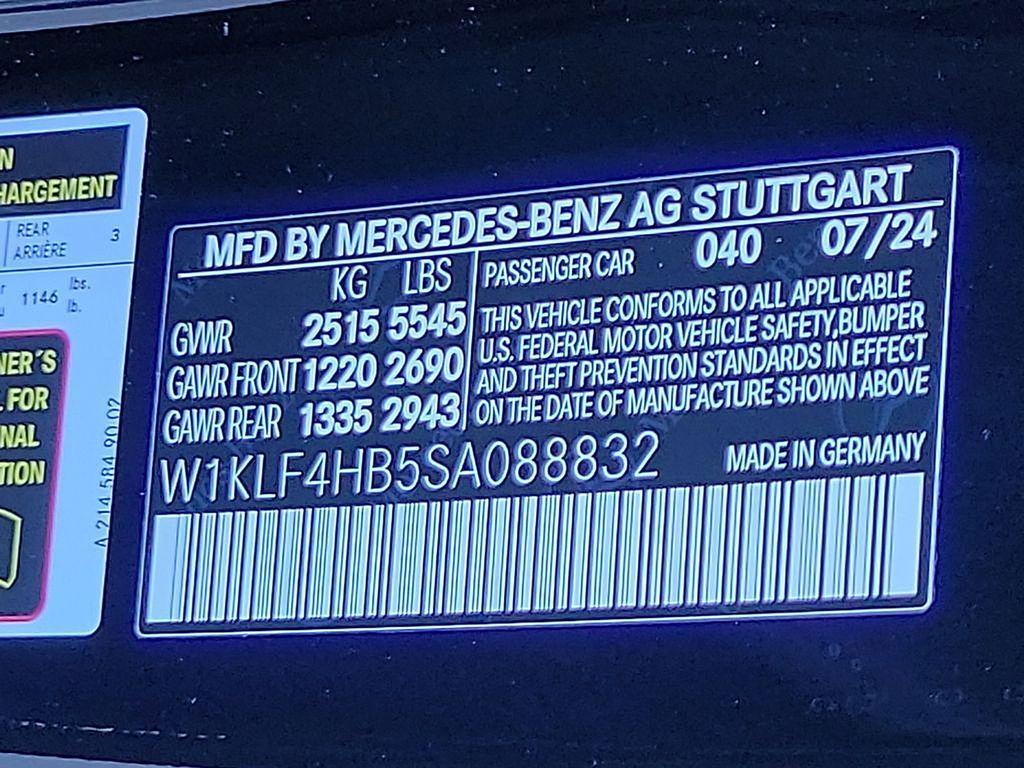 N
HARGEMENT
REAR
ARRIÈRE
3
1146
lbs.
lb.
NER´S
FOR
NAL
TION
A 214 584 90 02
MFD BY MERCEDES-BENZ AG STUTTGART
KG LBS
GVWR 2515 5545
GAWR FRONT 1220 2690
GAWR REAR 1335 2943
PASSENGER CAR 040 07/24
THIS VEHICLE CONFORMS TO ALL APPLICABLE
U.S. FEDERAL MOTOR VEHICLE SAFETY,BUMPER
AND THEFT PREVENTION STANDARDS IN EFFECT
ON THE DATE OF MANUFACTURE SHOWN ABOVE
W1KLF4HB5SA088832
MADE IN GERMANY